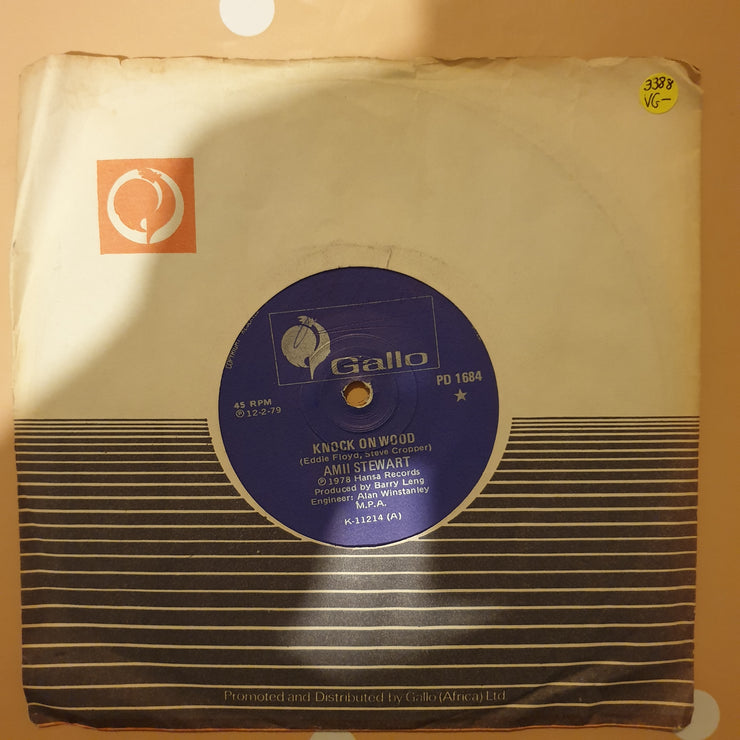 3388
VG-
Gallo
PD 1684
45 RPM
℗ 12-2-79
KNOCK ON WOOD
(Eddie Floyd, Steve Cropper)
AMII STEWART
℗ 1978 Hansa Records
Produced by Barry Leng
Engineer: Alan Winstanley
M.P.A.
K-11214 (A)
Promoted and Distributed by Gallo (Africa) Ltd.